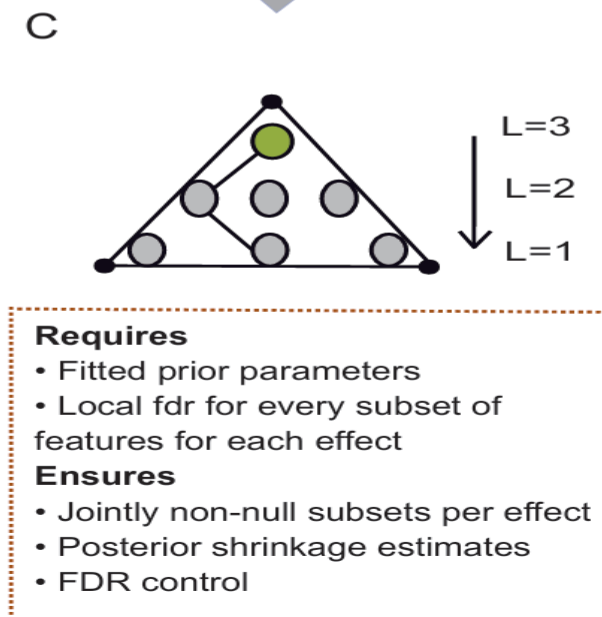 C
L=3
L=2
L=1
Requires
• Fitted prior parameters
• Local fdr for every subset of
features for each effect
Ensures
• Jointly non-null subsets per effect
• Posterior shrinkage estimates
• FDR control